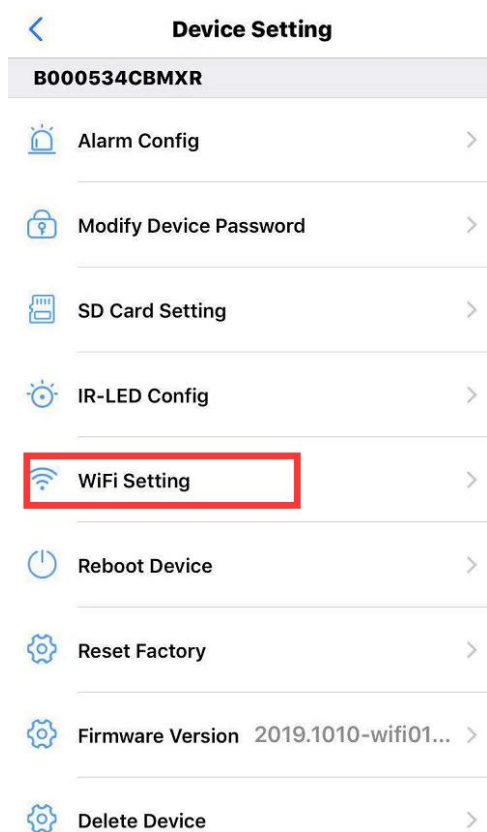 Device Setting
B000534CBMXR
Alarm Config
Modify Device Password
SD Card Setting
IR-LED Config
WiFi Setting
Reboot Device
Reset Factory
Firmware Version 2019.1010-wifi01...
Delete Device